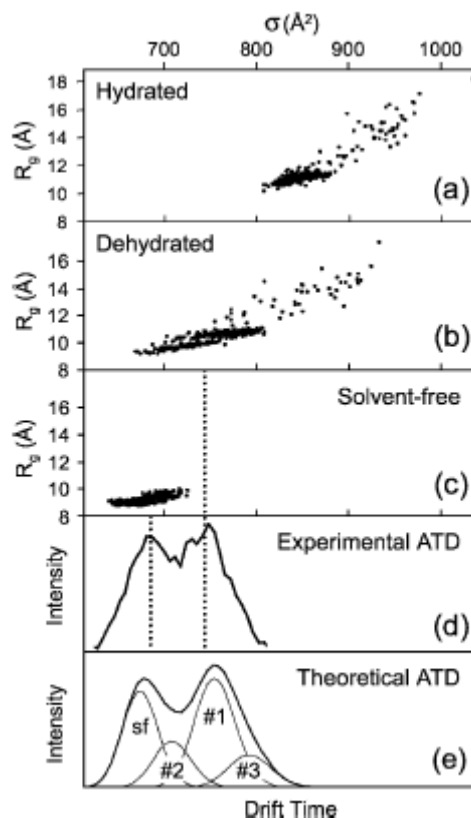 σ(Å²)
700 800 900 1000
18
16
14
12
10
8
R_g (Å)
Hydrated
(a)
16
14
12
10
8
R_g (Å)
Dehydrated
(b)
16
14
12
10
8
R_g (Å)
Solvent-free
(c)
Intensity
Experimental ATD
(d)
Intensity
Theoretical ATD
sf
#1
#2
#3
(e)
Drift Time